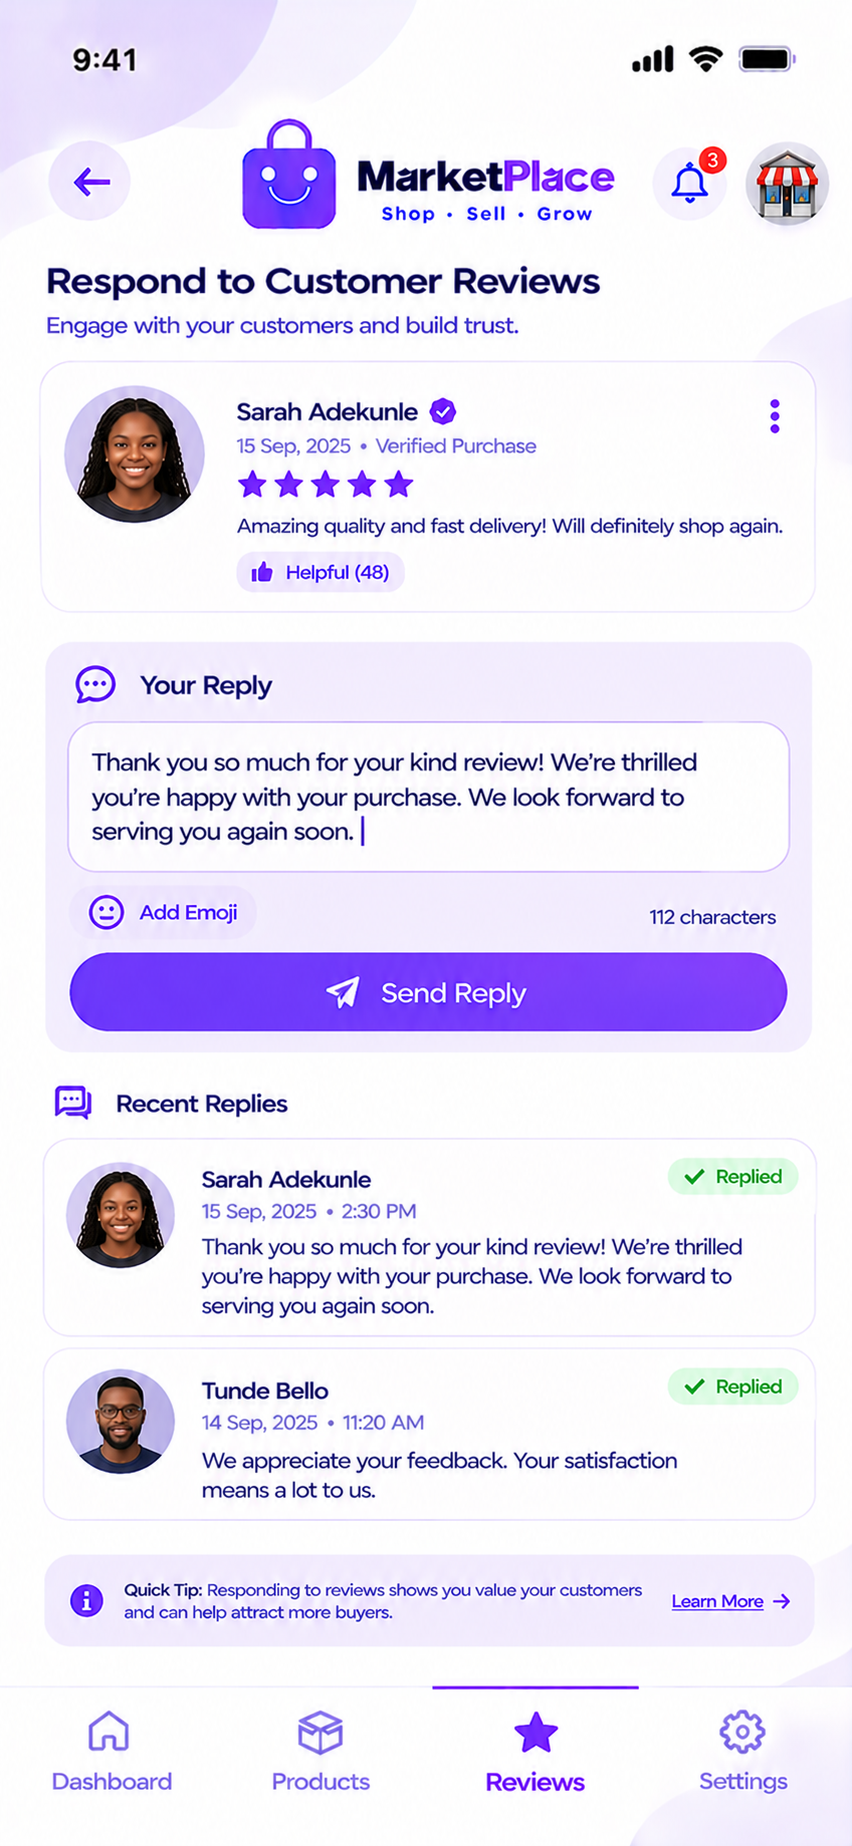 9:41
MarketPlace
3
Shop • Sell • Grow
Respond to Customer Reviews
Engage with your customers and build trust.
Sarah Adekunle
15 Sep, 2025 • Verified Purchase
Amazing quality and fast delivery! Will definitely shop again.
Helpful (48)
Your Reply
Thank you so much for your kind review! We're thrilled
you're happy with your purchase. We look forward to
serving you again soon.
Add Emoji
112 characters
Send Reply
Recent Replies
Sarah Adekunle
Replied
15 Sep, 2025 • 2:30 PM
Thank you so much for your kind review! We're thrilled
you're happy with your purchase. We look forward to
serving you again soon.
Tunde Bello
Replied
14 Sep, 2025 • 11:20 AM
We appreciate your feedback. Your satisfaction
means a lot to us.
Quick Tip: Responding to reviews shows you value your customers
and can help attract more buyers.
Learn More
Dashboard
Products
Reviews
Settings